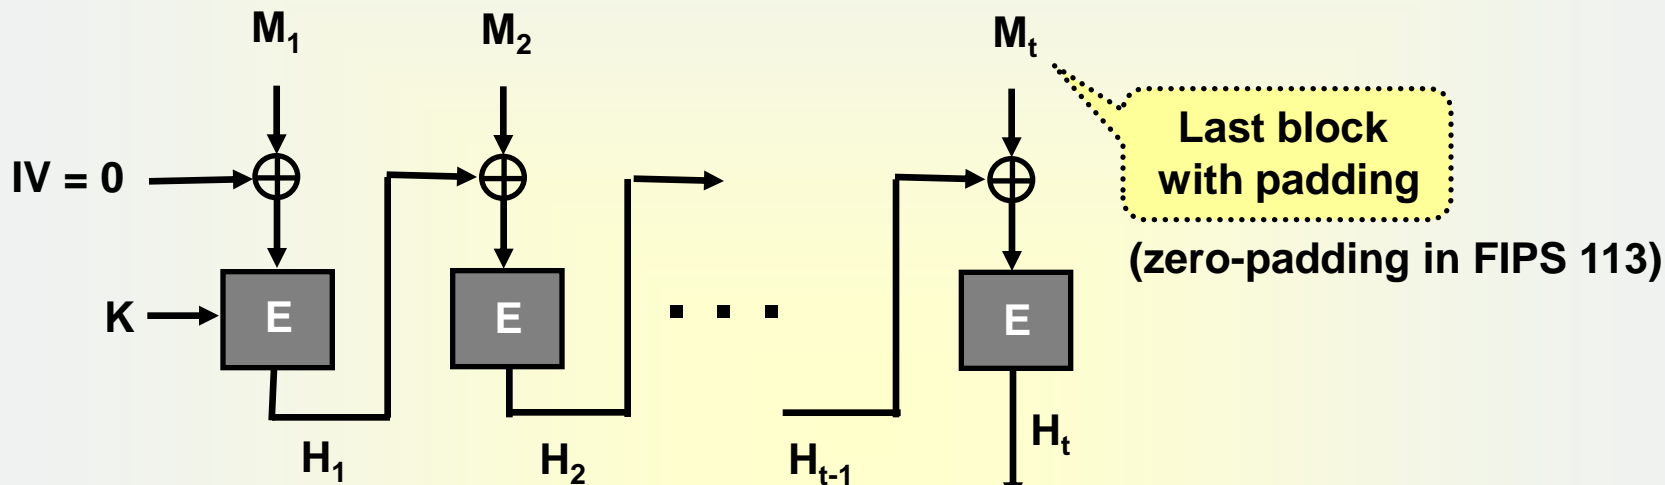 M₁ M₂ Mₜ
Last block
with padding
IV = 0
(zero-padding in FIPS 113)
K E E . . . E
H₁ H₂ Hₜ₋₁ Hₜ